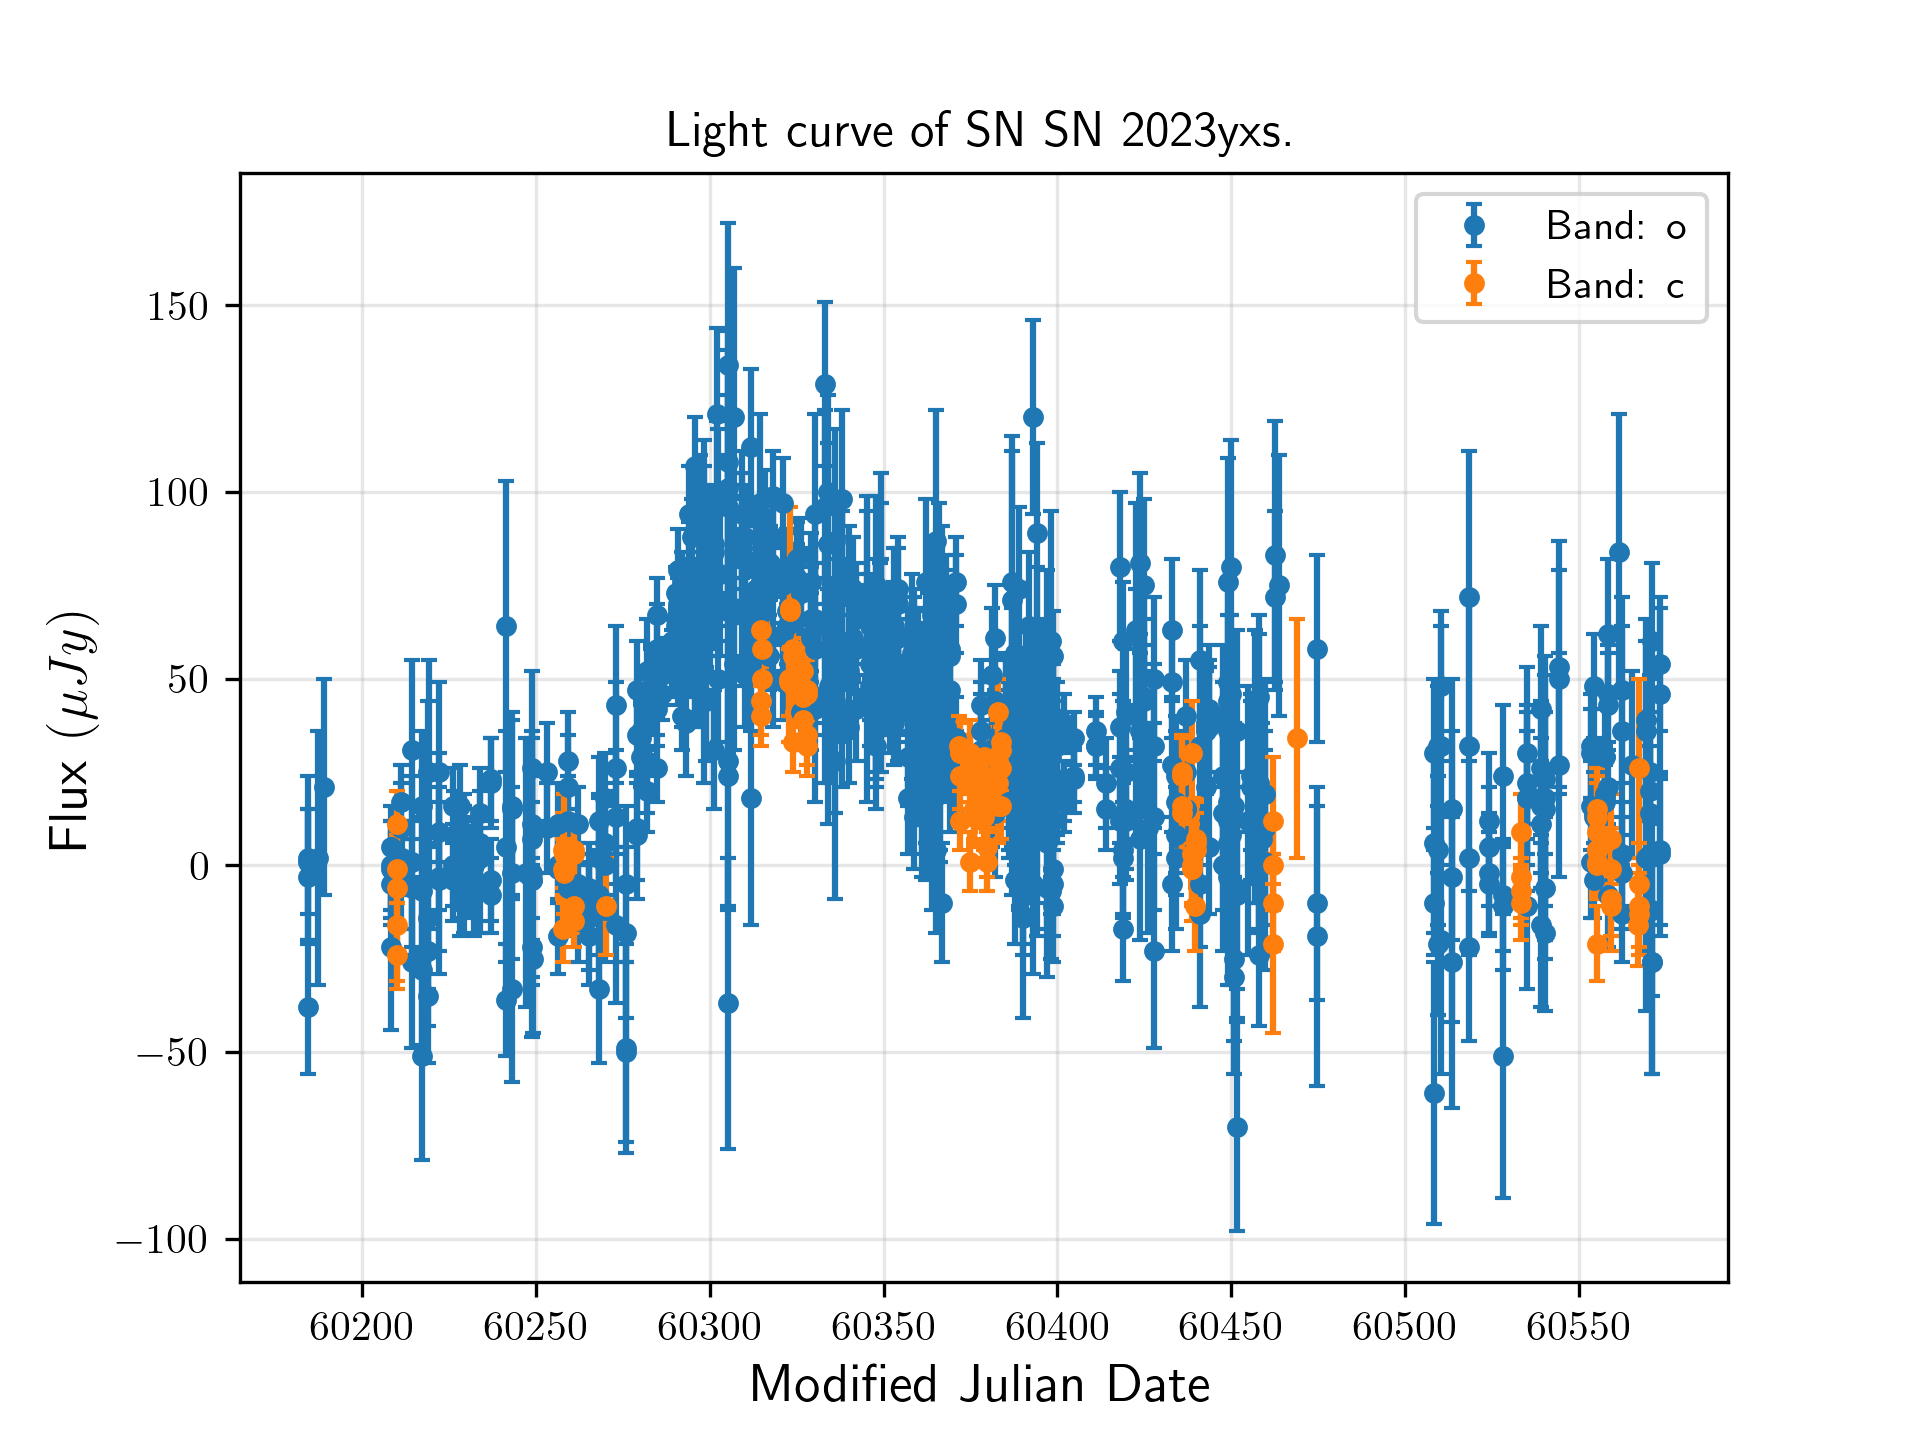 Light curve of SN SN 2023yxs.
Band: o
Band: c
150
100
50
0
−50
−100
Flux (μJy)
60200 60250 60300 60350 60400 60450 60500 60550
Modified Julian Date